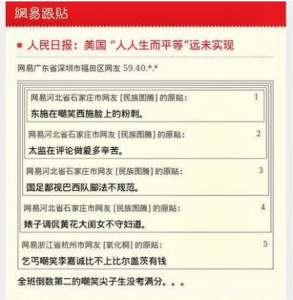 網易跟貼
人民日报：美国“人人生而平等”远未实现
网易广东省深圳市福田区网友 59.40.*.*
网易河北省石家庄市网友 [民族图腾] 的原贴： 1
东施在嘲笑西施脸上的粉刺。
网易河北省石家庄市网友 [民族图腾] 的原贴： 2
太监在评论做爱多辛苦。
网易河北省石家庄市网友 [民族图腾] 的原贴： 3
国足鄙视巴西队脚法不规范。
网易河北省石家庄市网友 [民族图腾] 的原贴： 4
婊子调侃黄花大闺女不守妇道。
网易浙江省杭州市网友 [氧化桐] 的原贴： 5
乞丐嘲笑李嘉诚比不上比尔盖茨有钱
全班倒数第二的嘲笑尖子生没考满分。。。